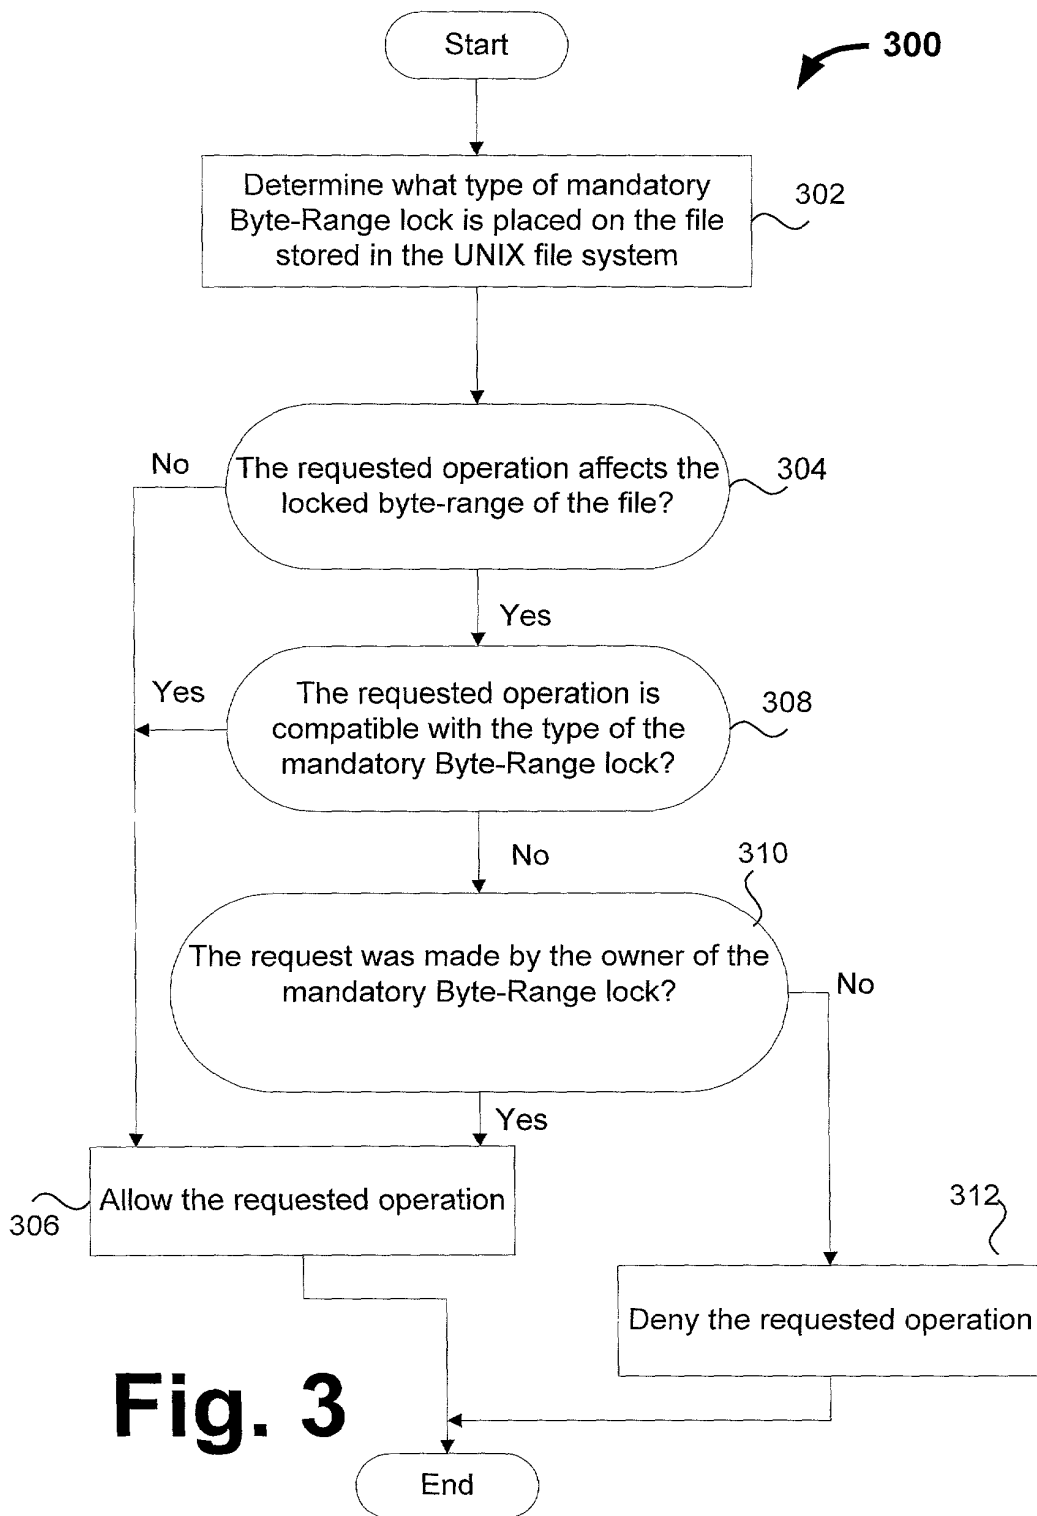 Start
300
Determine what type of mandatory
Byte-Range lock is placed on the file
stored in the UNIX file system
302
No
The requested operation affects the
locked byte-range of the file?
304
Yes
Yes
The requested operation is
compatible with the type of the
mandatory Byte-Range lock?
308
No
310
The request was made by the owner of the
mandatory Byte-Range lock?
No
Yes
Allow the requested operation
306
312
Deny the requested operation
Fig. 3
End